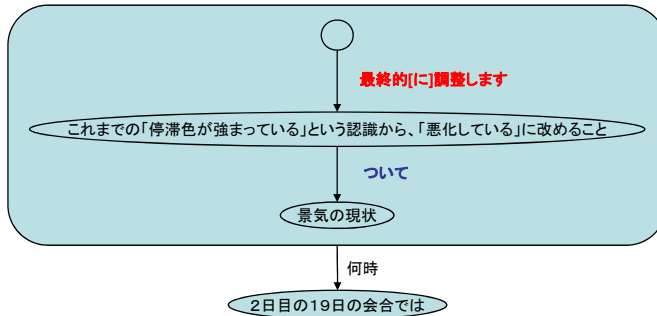 最終的[に]調整します
これまでの「停滞色が強まっている」という認識から、「悪化している」に改めること
ついて
景気の現状
何時
2日目の19日の会合では